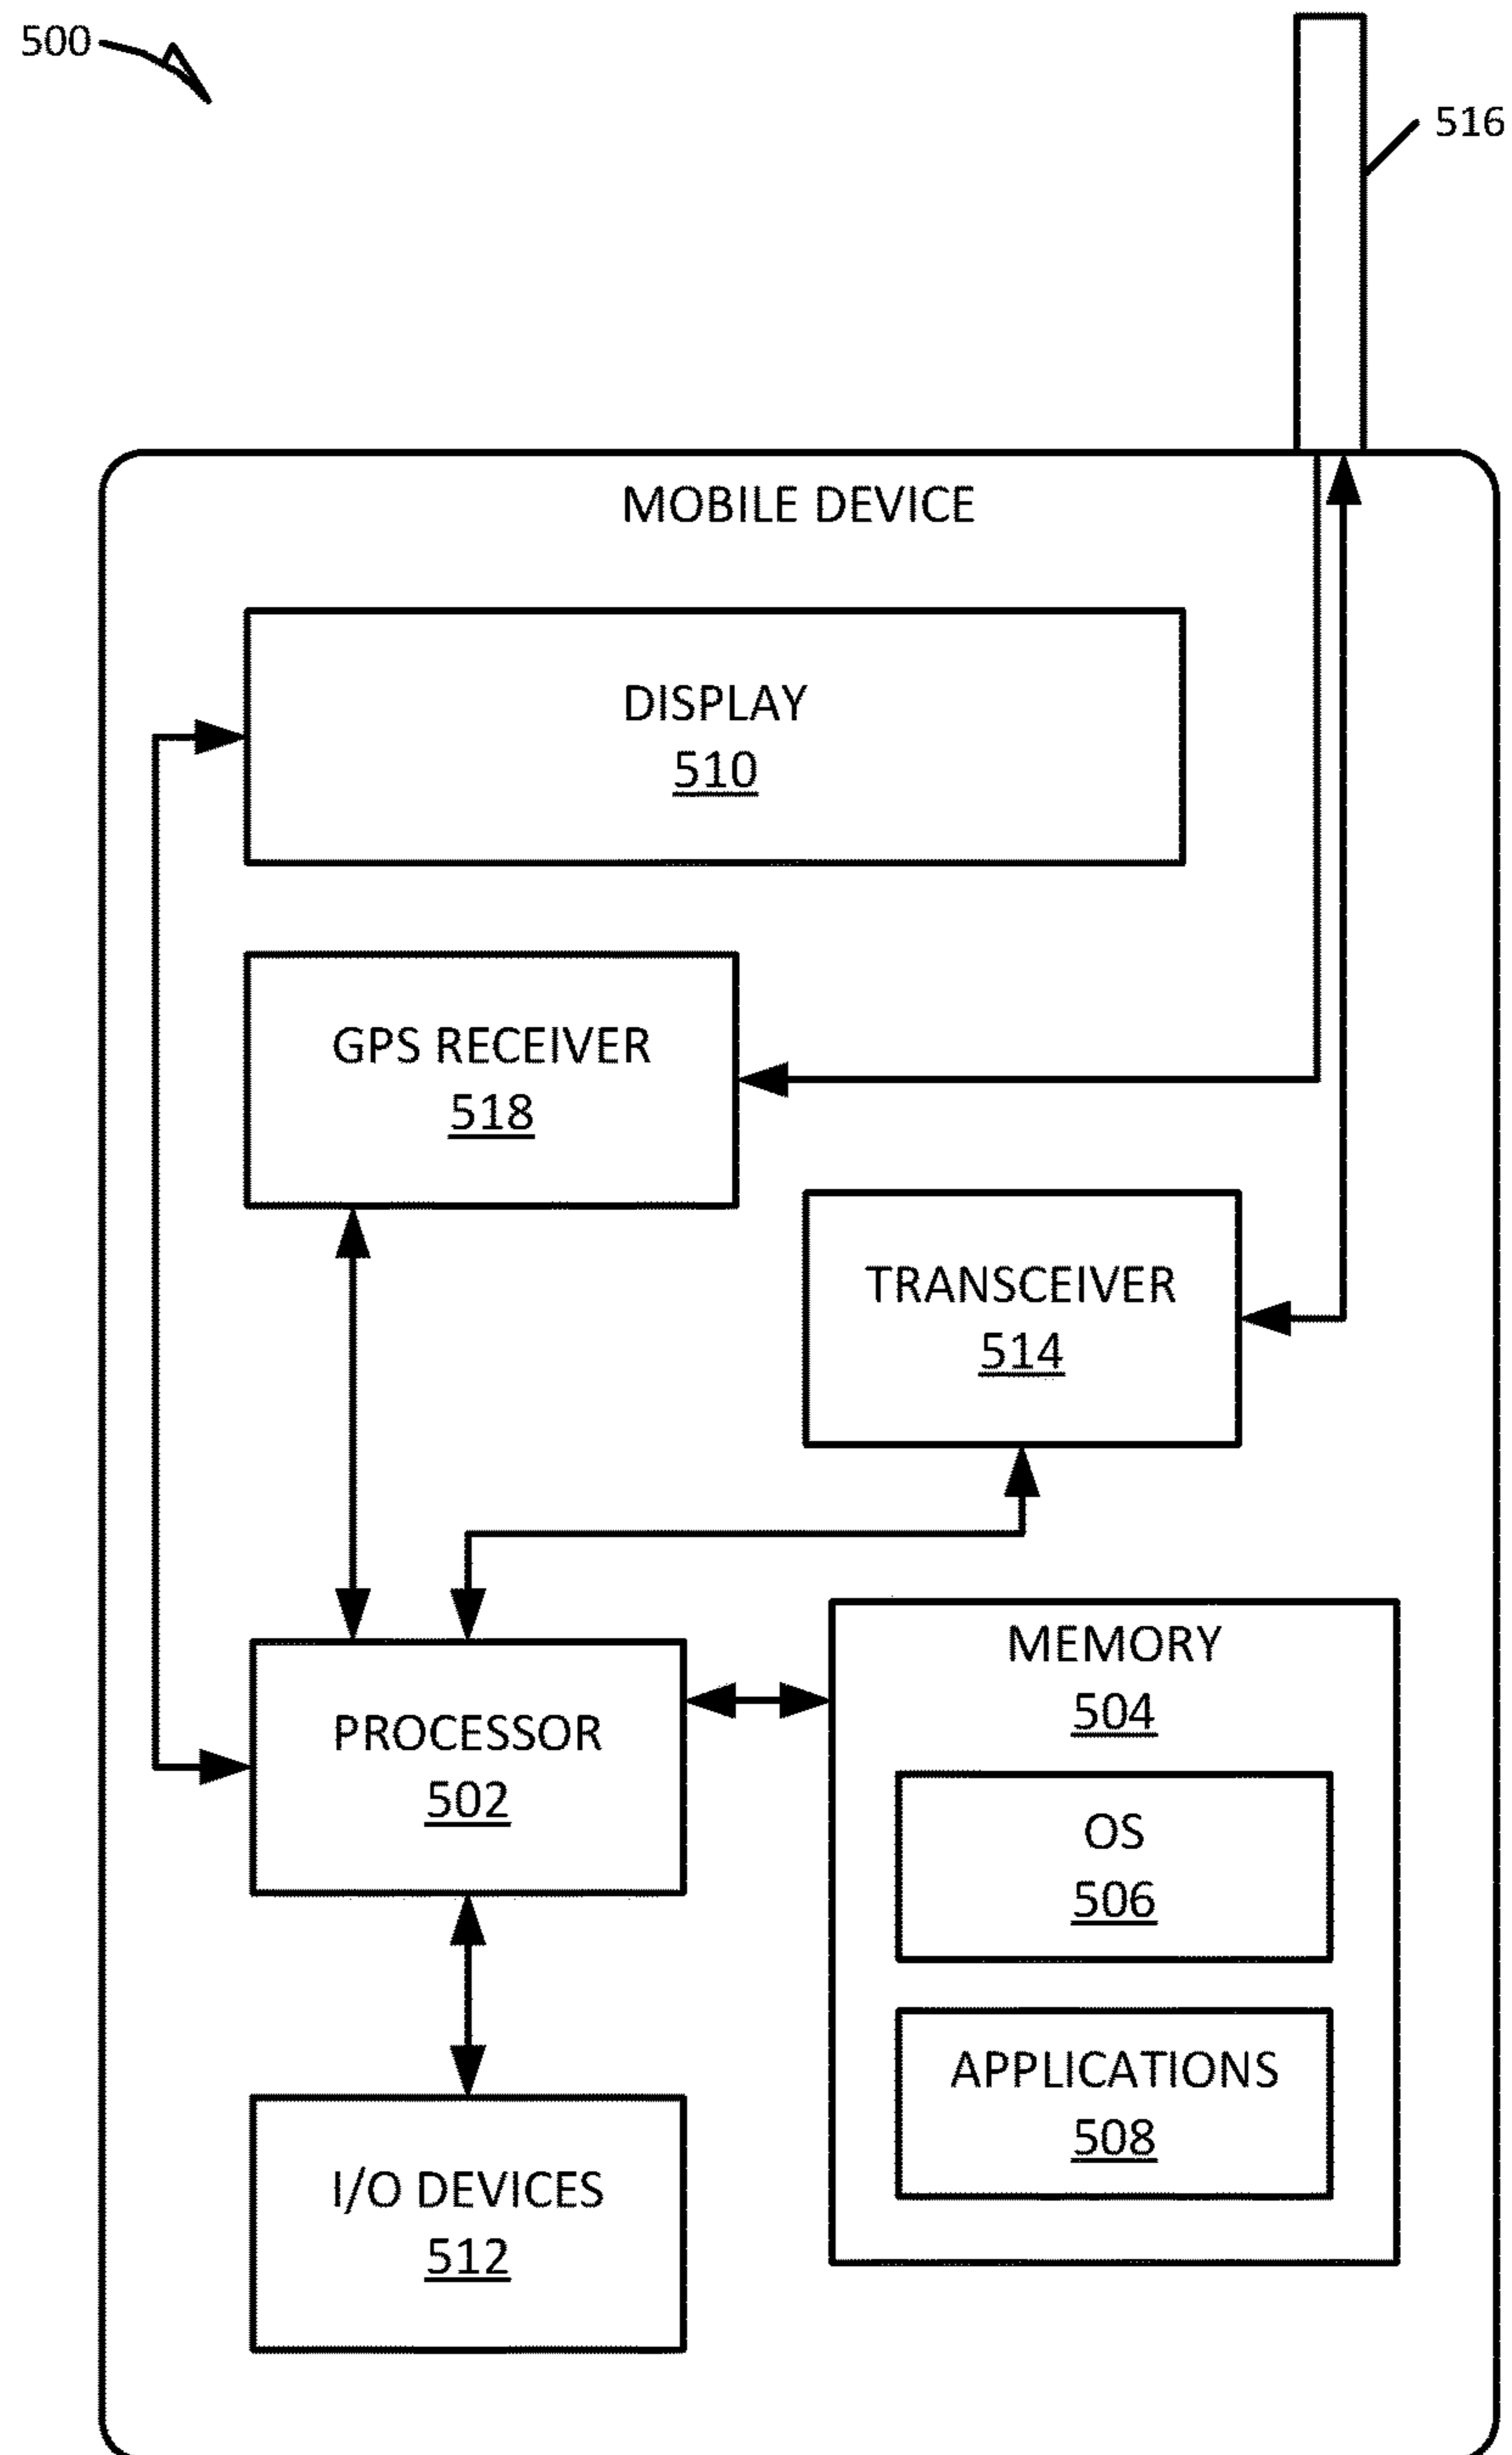 500
516
MOBILE DEVICE
DISPLAY
510
GPS RECEIVER
518
TRANSCEIVER
514
PROCESSOR
502
MEMORY
504
OS
506
APPLICATIONS
508
I/O DEVICES
512